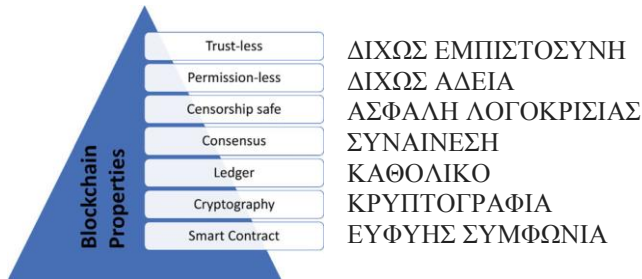 Trust-less ΔΙΧΩΣ ΕΜΠΙΣΤΟΣΥΝΗ
Permission-less ΔΙΧΩΣ ΑΔΕΙΑ
Censorship safe ΑΣΦΑΛΗ ΛΟΓΟΚΡΙΣΙΑΣ
Consensus ΣΥΝΑΙΝΕΣΗ
Ledger ΚΑΘΟΛΙΚΟ
Cryptography ΚΡΥΠΤΟΓΡΑΦΙΑ
Smart Contract ΕΥΦΥΗΣ ΣΥΜΦΩΝΙΑ
Blockchain
Properties